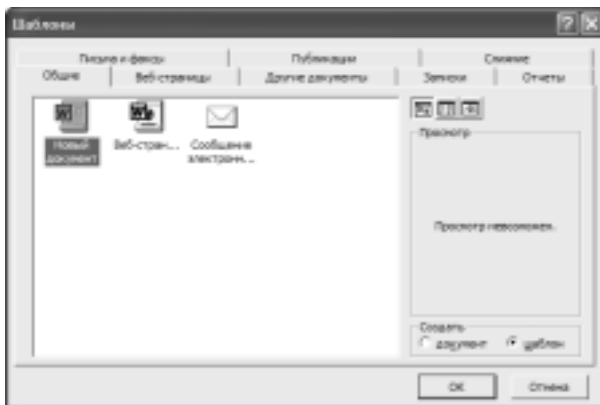 Шаблоны
Письма и факсы Публикации Слияние
Общие Веб-страницы Другие документы Записки Отчеты
Новый документ
Веб-стран...
Сообщение электронн...
Просмотр
Просмотр невозможен.
Создать
документ шаблон
ОК Отмена